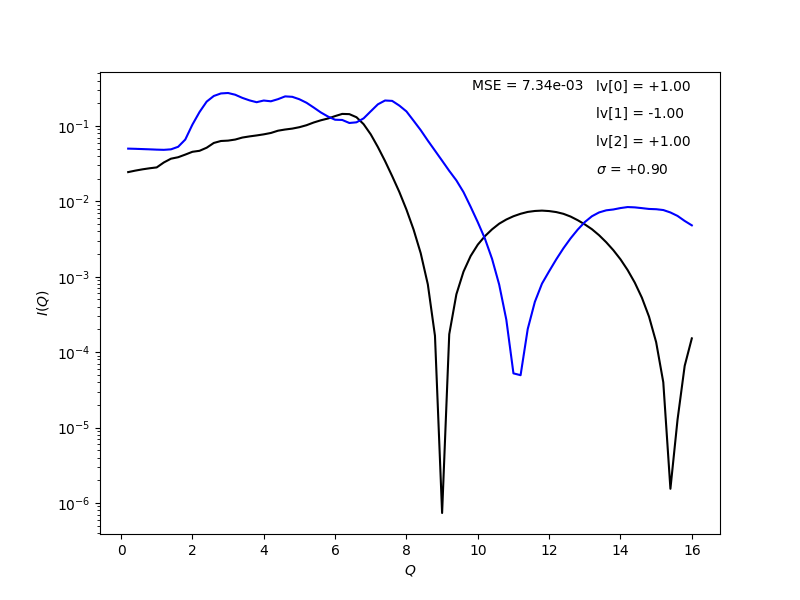 MSE = 7.34e-03 lv[0] = +1.00
lv[1] = -1.00
lv[2] = +1.00
σ = +0.90
I(Q)
10⁻¹
10⁻²
10⁻³
10⁻⁴
10⁻⁵
10⁻⁶
0 2 4 6 8 10 12 14 16
Q